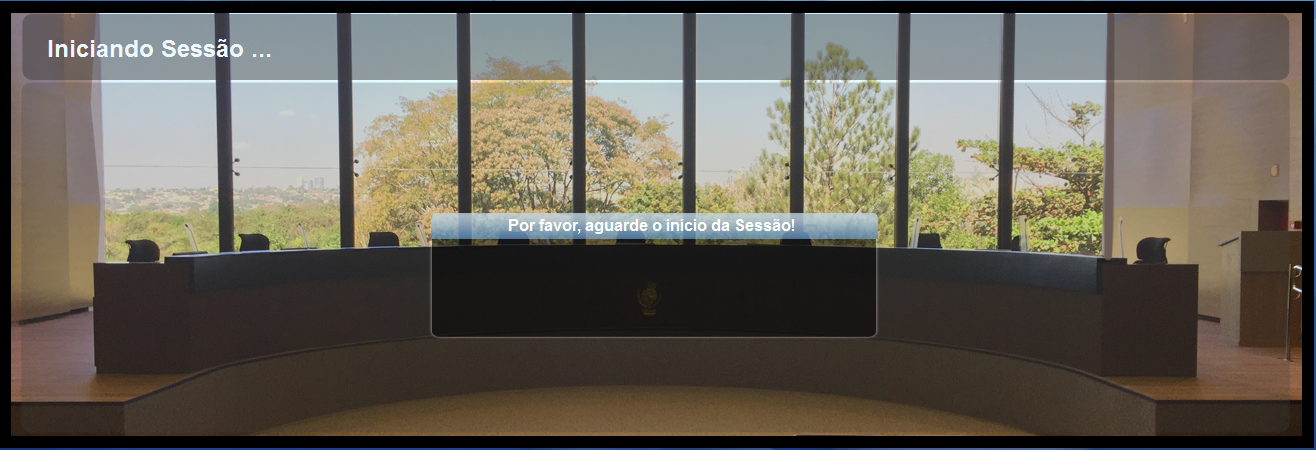 Iniciando Sessão ...
Por favor, aguarde o inicio da Sessão!